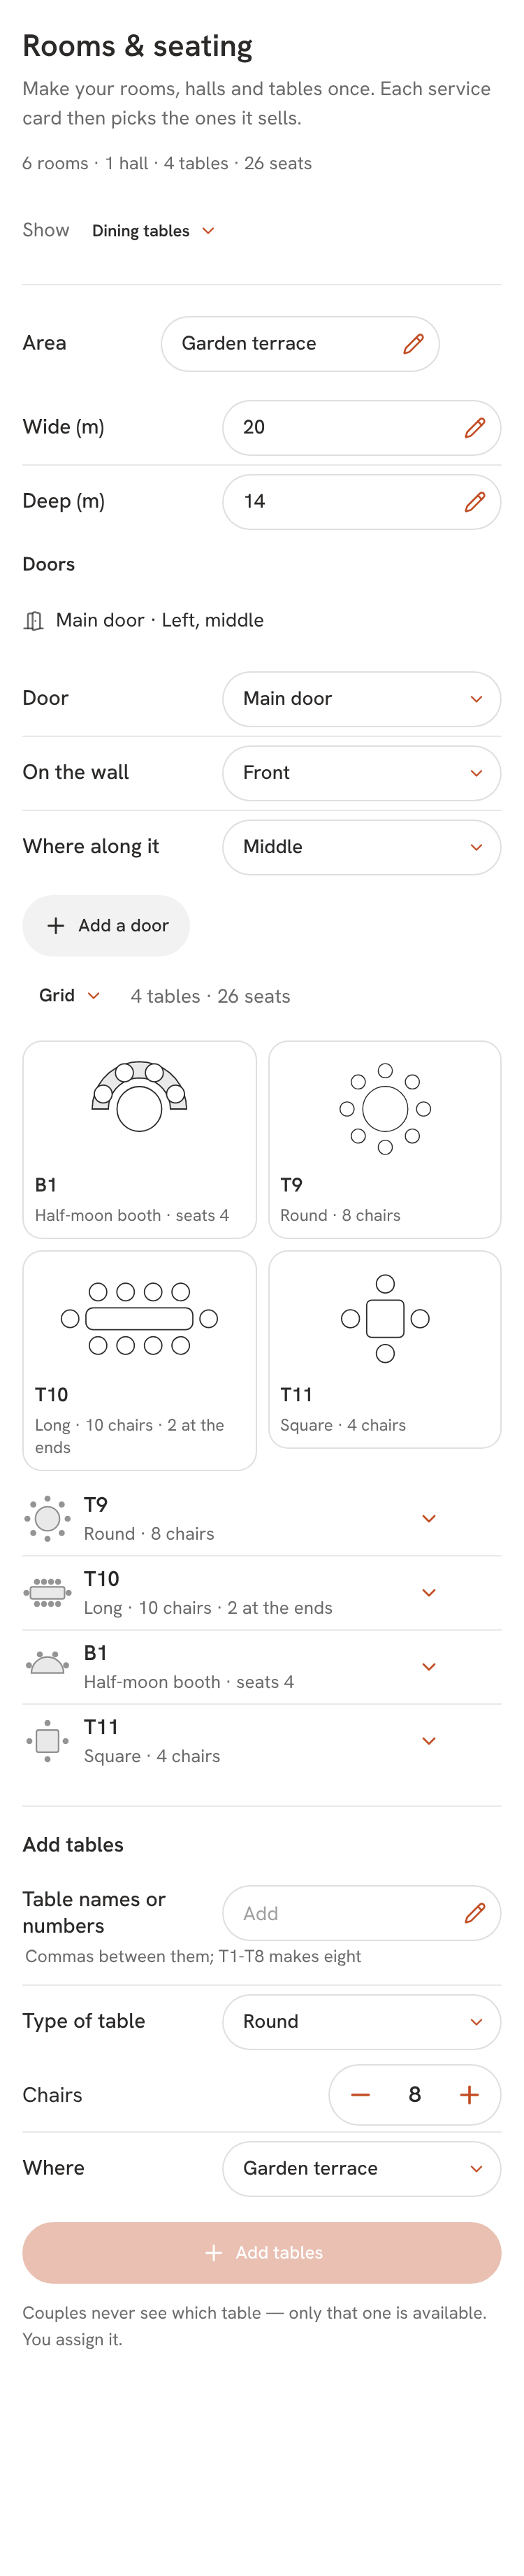 Rooms & seating
Make your rooms, halls and tables once. Each service
card then picks the ones it sells.
6 rooms · 1 hall · 4 tables · 26 seats
Show Dining tables
Area Garden terrace
Wide (m) 20
Deep (m) 14
Doors
Main door · Left, middle
Door Main door
On the wall Front
Where along it Middle
+ Add a door
Grid 4 tables · 26 seats
B1
Half-moon booth · seats 4
T9
Round · 8 chairs
T10
Long · 10 chairs · 2 at the
ends
T11
Square · 4 chairs
T9
Round · 8 chairs
T10
Long · 10 chairs · 2 at the ends
B1
Half-moon booth · seats 4
T11
Square · 4 chairs
Add tables
Table names or
numbers
Add
Commas between them; T1-T8 makes eight
Type of table Round
Chairs — 8 +
Where Garden terrace
+ Add tables
Couples never see which table — only that one is available.
You assign it.